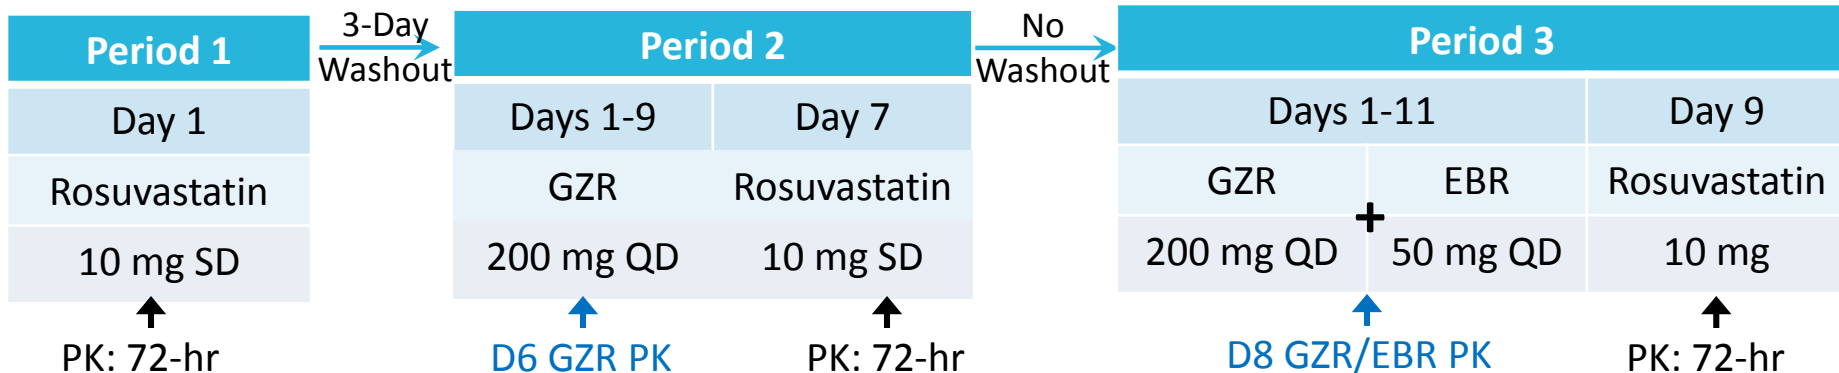 Period 1
3-Day
Washout
Period 2
No
Washout
Period 3
Day 1
Days 1-9
Day 7
Days 1-11
Day 9
Rosuvastatin
GZR
Rosuvastatin
GZR
EBR
Rosuvastatin
+
10 mg SD
200 mg QD
10 mg SD
200 mg QD
50 mg QD
10 mg
PK: 72-hr
D6 GZR PK
PK: 72-hr
D8 GZR/EBR PK
PK: 72-hr